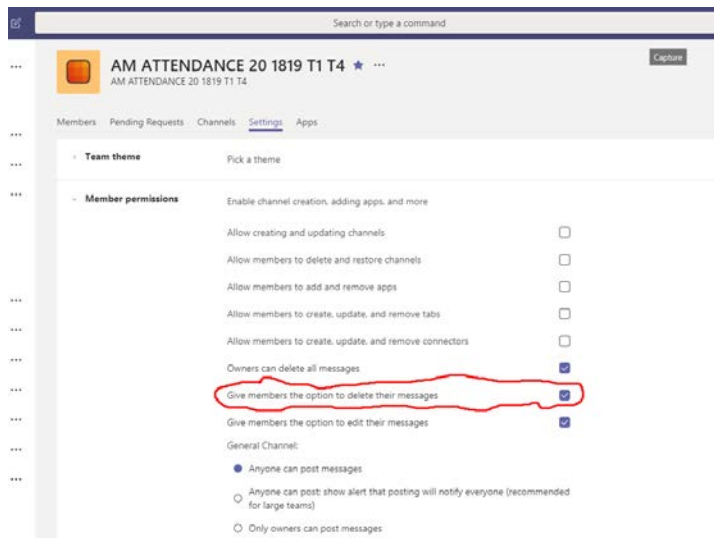 Search or type a command
AM ATTENDANCE 20 1819 T1 T4
AM ATTENDANCE 20 1819 T1 T4
Capture
Members Pending Requests Channels Settings Apps
Team theme Pick a theme
Member permissions Enable channel creation, adding apps, and more
Allow creating and updating channels
Allow members to delete and restore channels
Allow members to add and remove apps
Allow members to create, update, and remove tabs
Allow members to create, update, and remove connectors
Owners can delete all messages
Give members the option to delete their messages
Give members the option to edit their messages
General Channel:
Anyone can post messages
Anyone can post: show alert that posting will notify everyone (recommended
for large teams)
Only owners can post messages